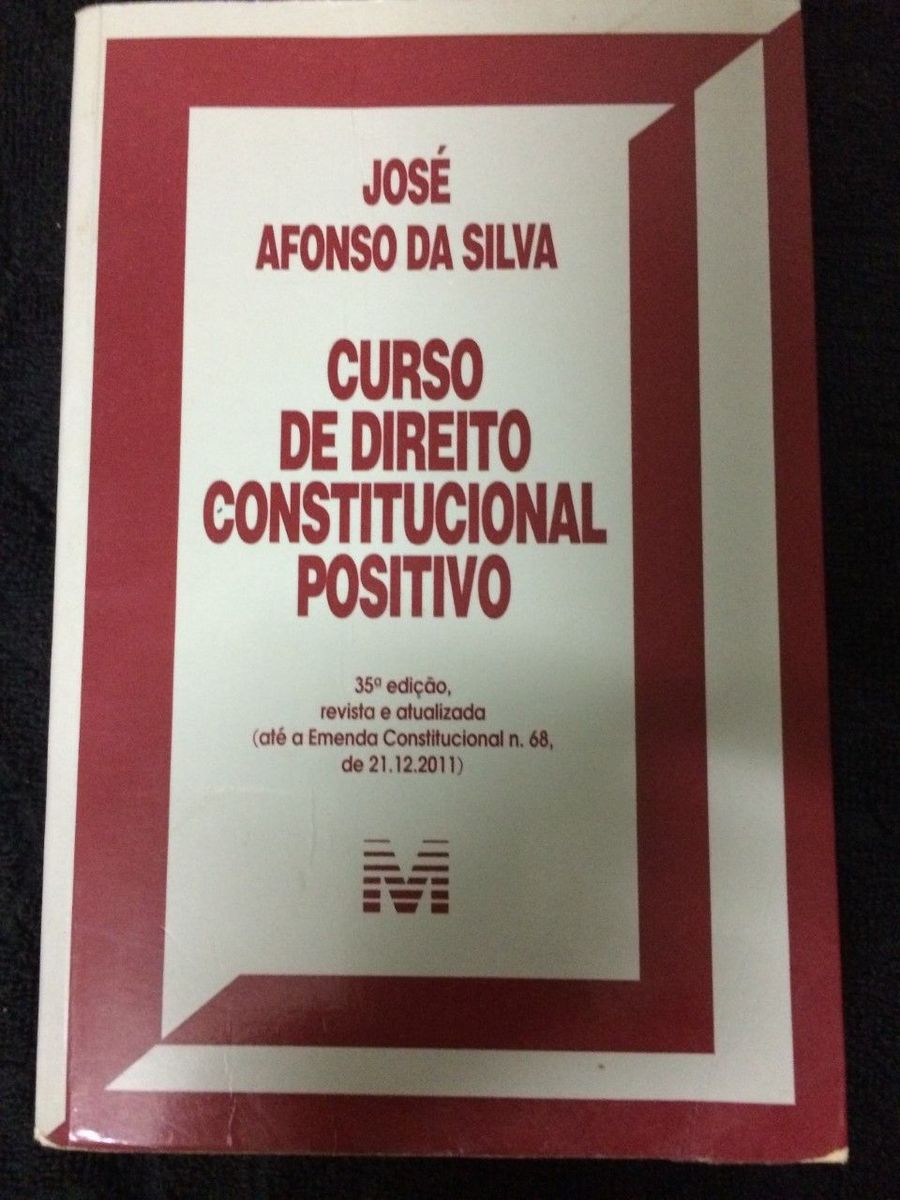 JOSÉ
AFONSO DA SILVA
CURSO
DE DIREITO
CONSTITUCIONAL
POSITIVO
35ª edição,
revista e atualizada
(até a Emenda Constitucional n. 68,
de 21.12.2011)
M